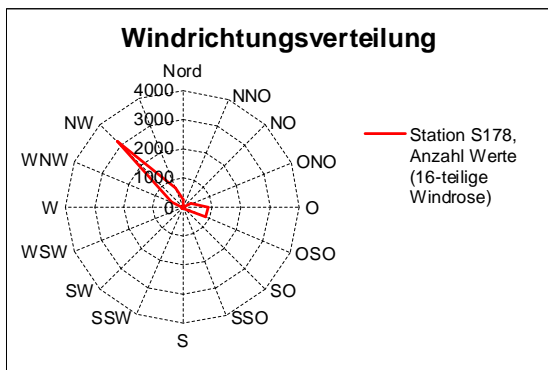 Windrichtungsverteilung
Nord
NNO
NO
ONO
O
OSO
SO
SSO
S
SSW
SW
WSW
W
WNW
NW
4000
3000
2000
1000
0
Station S178,
Anzahl Werte
(16-teilige
Windrose)